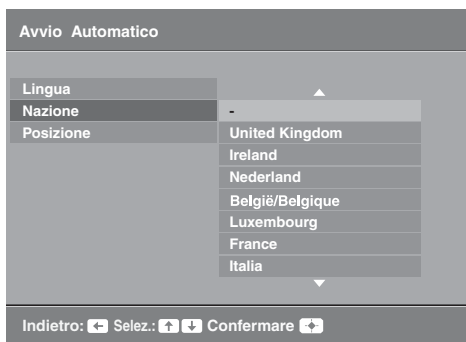 Avvio Automatico
Lingua
Nazione
-
Posizione
United Kingdom
Ireland
Nederland
België/Belgique
Luxembourg
France
Italia
Indietro: Selez.: Confermare